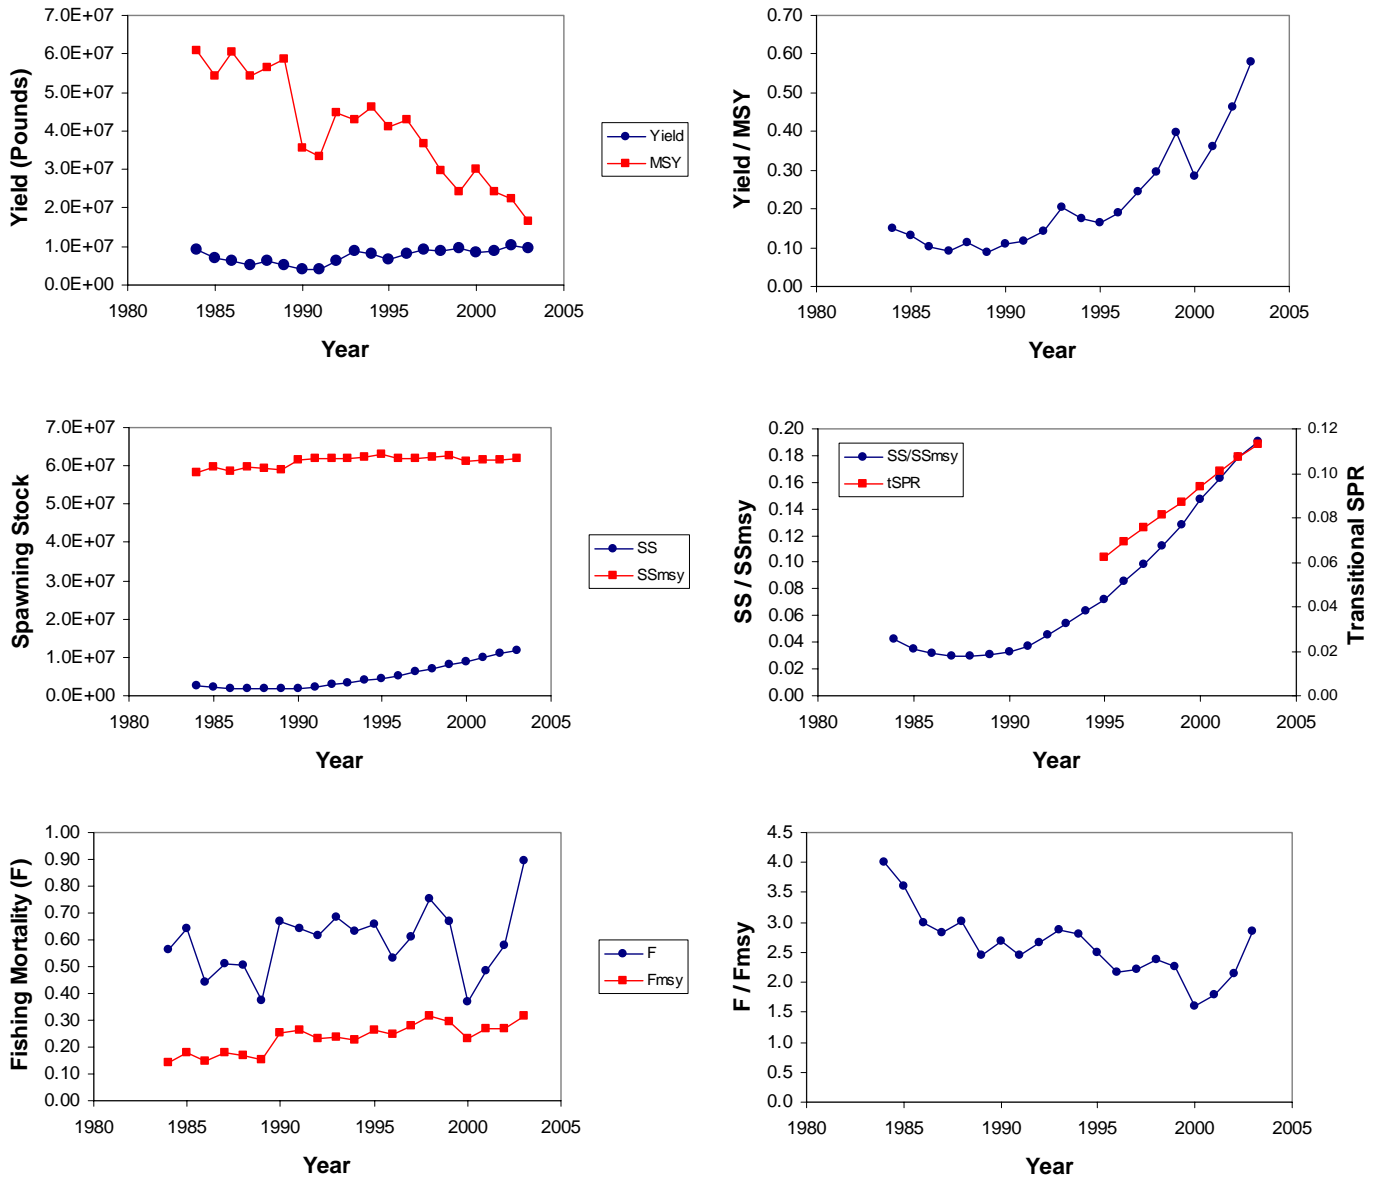 7.0E+07
6.0E+07
5.0E+07
4.0E+07
3.0E+07
2.0E+07
1.0E+07
0.0E+00
Yield (Pounds)
1980 1985 1990 1995 2000 2005
Year
Yield
MSY
0.70
0.60
0.50
0.40
0.30
0.20
0.10
0.00
Yield / MSY
1980 1985 1990 1995 2000 2005
Year
7.0E+07
6.0E+07
5.0E+07
4.0E+07
3.0E+07
2.0E+07
1.0E+07
0.0E+00
Spawning Stock
1980 1985 1990 1995 2000 2005
Year
SS
SSmsy
0.20
0.18
0.16
0.14
0.12
0.10
0.08
0.06
0.04
0.02
0.00
SS / SSmsy
SS/SSmsy
tSPR
0.12
0.10
0.08
0.06
0.04
0.02
0.00
Transitional SPR
1980 1985 1990 1995 2000 2005
Year
1.00
0.90
0.80
0.70
0.60
0.50
0.40
0.30
0.20
0.10
0.00
Fishing Mortality (F)
1980 1985 1990 1995 2000 2005
Year
F
Fmsy
4.5
4.0
3.5
3.0
2.5
2.0
1.5
1.0
0.5
0.0
F / Fmsy
1980 1985 1990 1995 2000 2005
Year